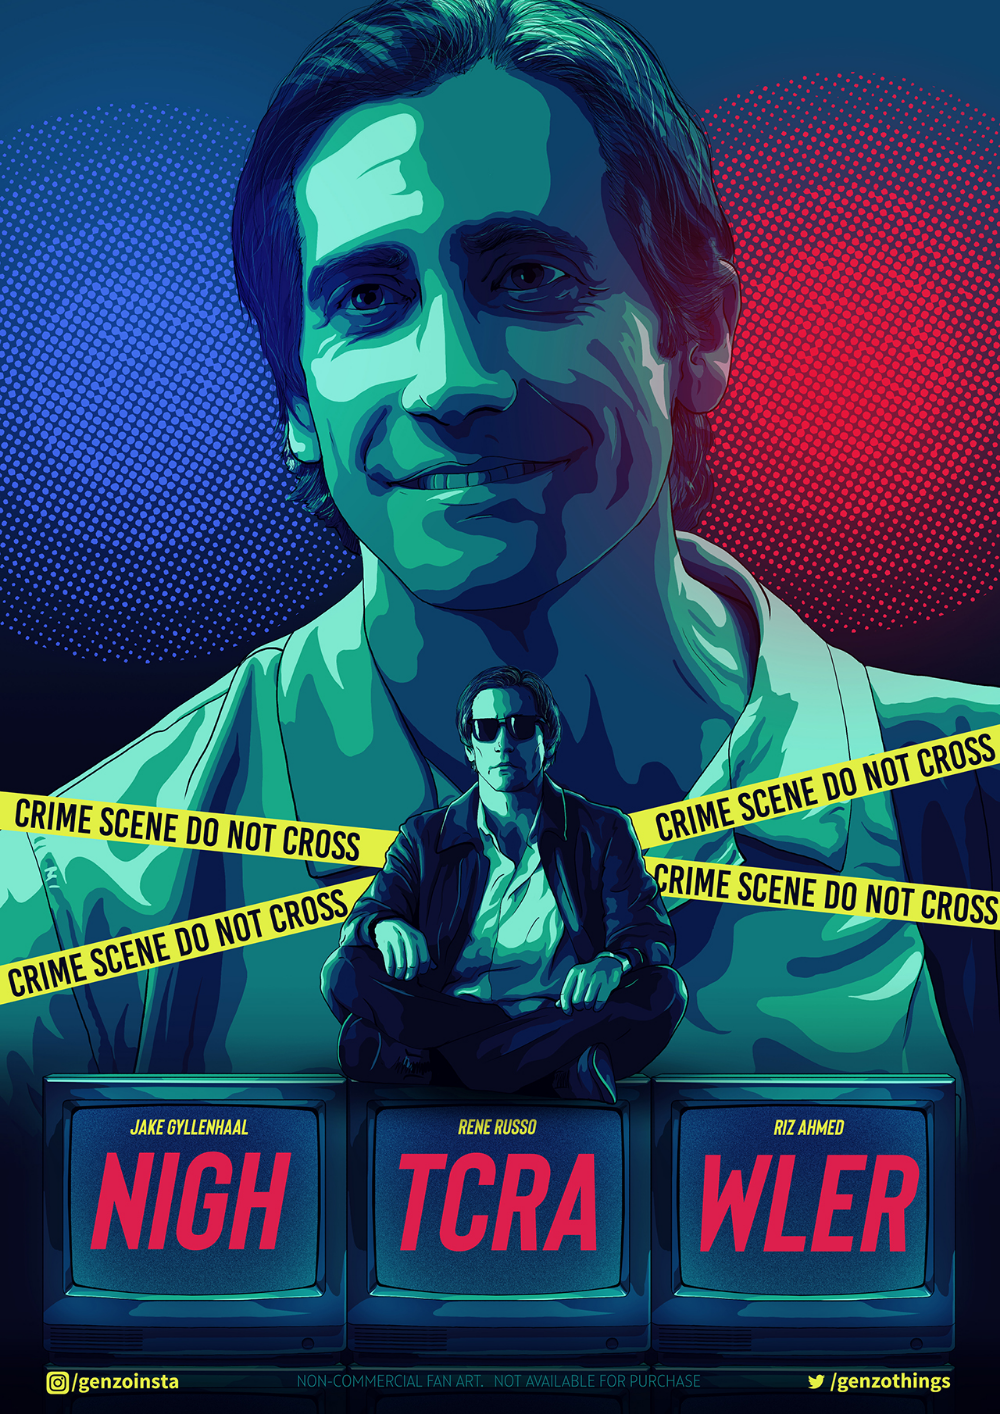 CRIME SCENE DO NOT CROSS
CRIME SCENE DO NOT CROSS
CRIME SCENE DO NOT CROSS
CRIME SCENE DO NOT CROSS
JAKE GYLLENHAAL
RENE RUSSO
RIZ AHMED
NIGH
TCRA
WLER
/genzoinsta
NON-COMMERCIAL FAN ART. NOT AVAILABLE FOR PURCHASE
/genzothings